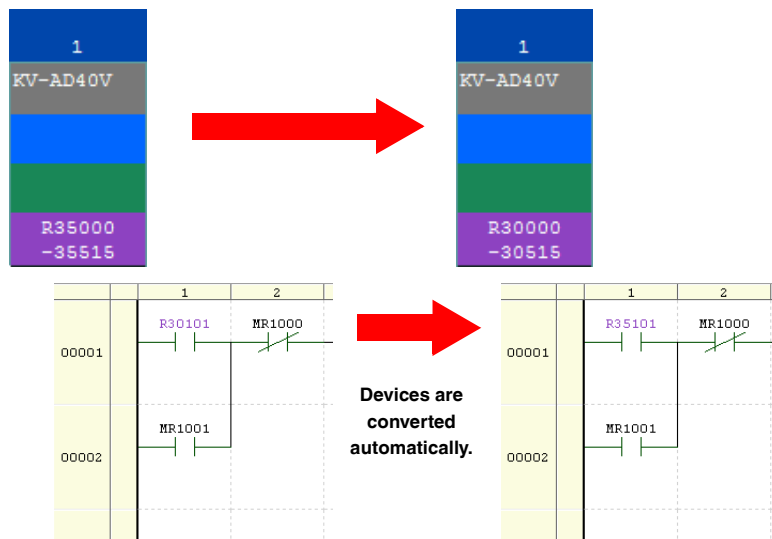 1
KV-AD40V
R35000
-35515
1
KV-AD40V
R30000
-30515
1 2
R30101 MR1000
00001
MR1001
00002
Devices are
converted
automatically.
1 2
R35101 MR1000
00001
MR1001
00002